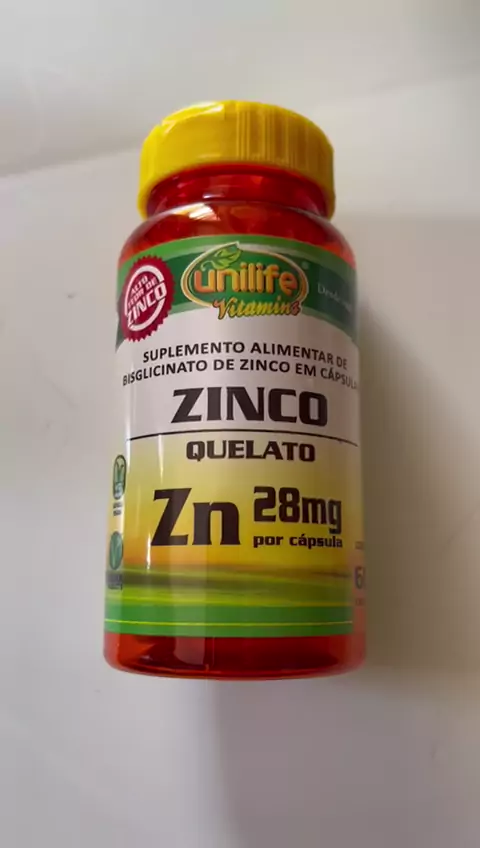 unilife
Vitamins
ALTO
TEOR DE
ZINCO
SUPLEMENTO ALIMENTAR DE
BISGLICINATO DE ZINCO EM CÁPSULA
ZINCO
QUELATO
Zn 28mg
por cápsula